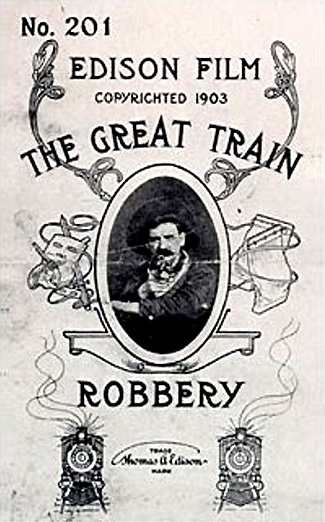 No. 201
EDISON FILM
COPYRIGHTED 1903
THE GREAT TRAIN
ROBBERY
TRADE
Thomas A Edison
MARK